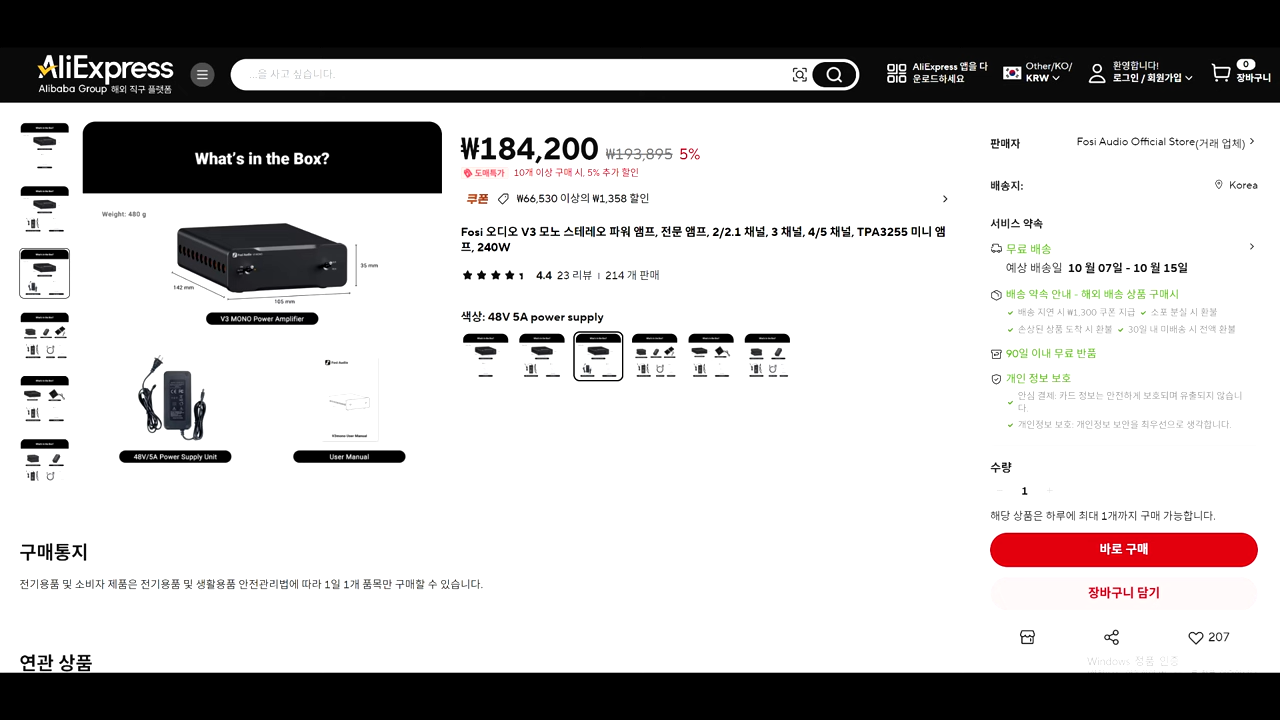 AliExpress
Alibaba Group 해외 직구 플랫폼
...을 사고 싶습니다.
AliExpress 앱을 다
운로드하세요
Other/KO/
KRW
환영합니다!
로그인 / 회원가입
0
장바구니
What's in the Box?
Weight: 480 g
Fosi Audio
35 mm
142 mm
105 mm
V3 MONO Power Amplifier
Fosi Audio
V3mono User Manual
48V/5A Power Supply Unit
User Manual
₩184,200 ₩193,895 5%
도매특가 10개 이상 구매 시, 5% 추가 할인
쿠폰 ₩66,530 이상의 ₩1,358 할인
Fosi 오디오 V3 모노 스테레오 파워 앰프, 전문 앰프, 2/2.1 채널, 3 채널, 4/5 채널, TPA3255 미니 앰
프, 240W
4.4 23 리뷰 | 214 개 판매
색상: 48V 5A power supply
판매자 Fosi Audio Official Store(거래 업체)
배송지: Korea
서비스 약속
무료 배송
예상 배송일 10 월 07일 - 10 월 15일
배송 약속 안내 - 해외 배송 상품 구매시
배송 지연 시 ₩1,300 쿠폰 지급 소포 분실 시 환불
손상된 상품 도착 시 환불 30일 내 미배송 시 전액 환불
90일 이내 무료 반품
개인 정보 보호
안심 결제: 카드 정보는 안전하게 보호되며 유출되지 않습니
다.
개인정보 보호: 개인정보 보안을 최우선으로 생각합니다.
수량
1
해당 상품은 하루에 최대 1개까지 구매 가능합니다.
바로 구매
장바구니 담기
207
Windows 정품 인증
구매통지
전기용품 및 소비자 제품은 전기용품 및 생활용품 안전관리법에 따라 1일 1개 품목만 구매할 수 있습니다.
연관 상품